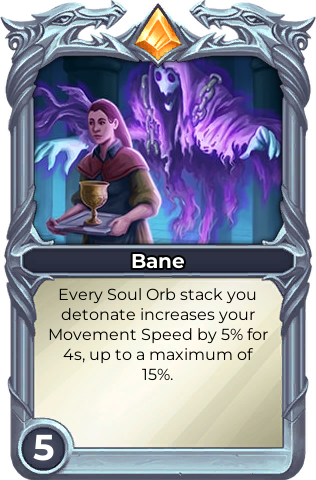 Bane
Every Soul Orb stack you
detonate increases your
Movement Speed by 5% for
4s, up to a maximum of
15%.
5